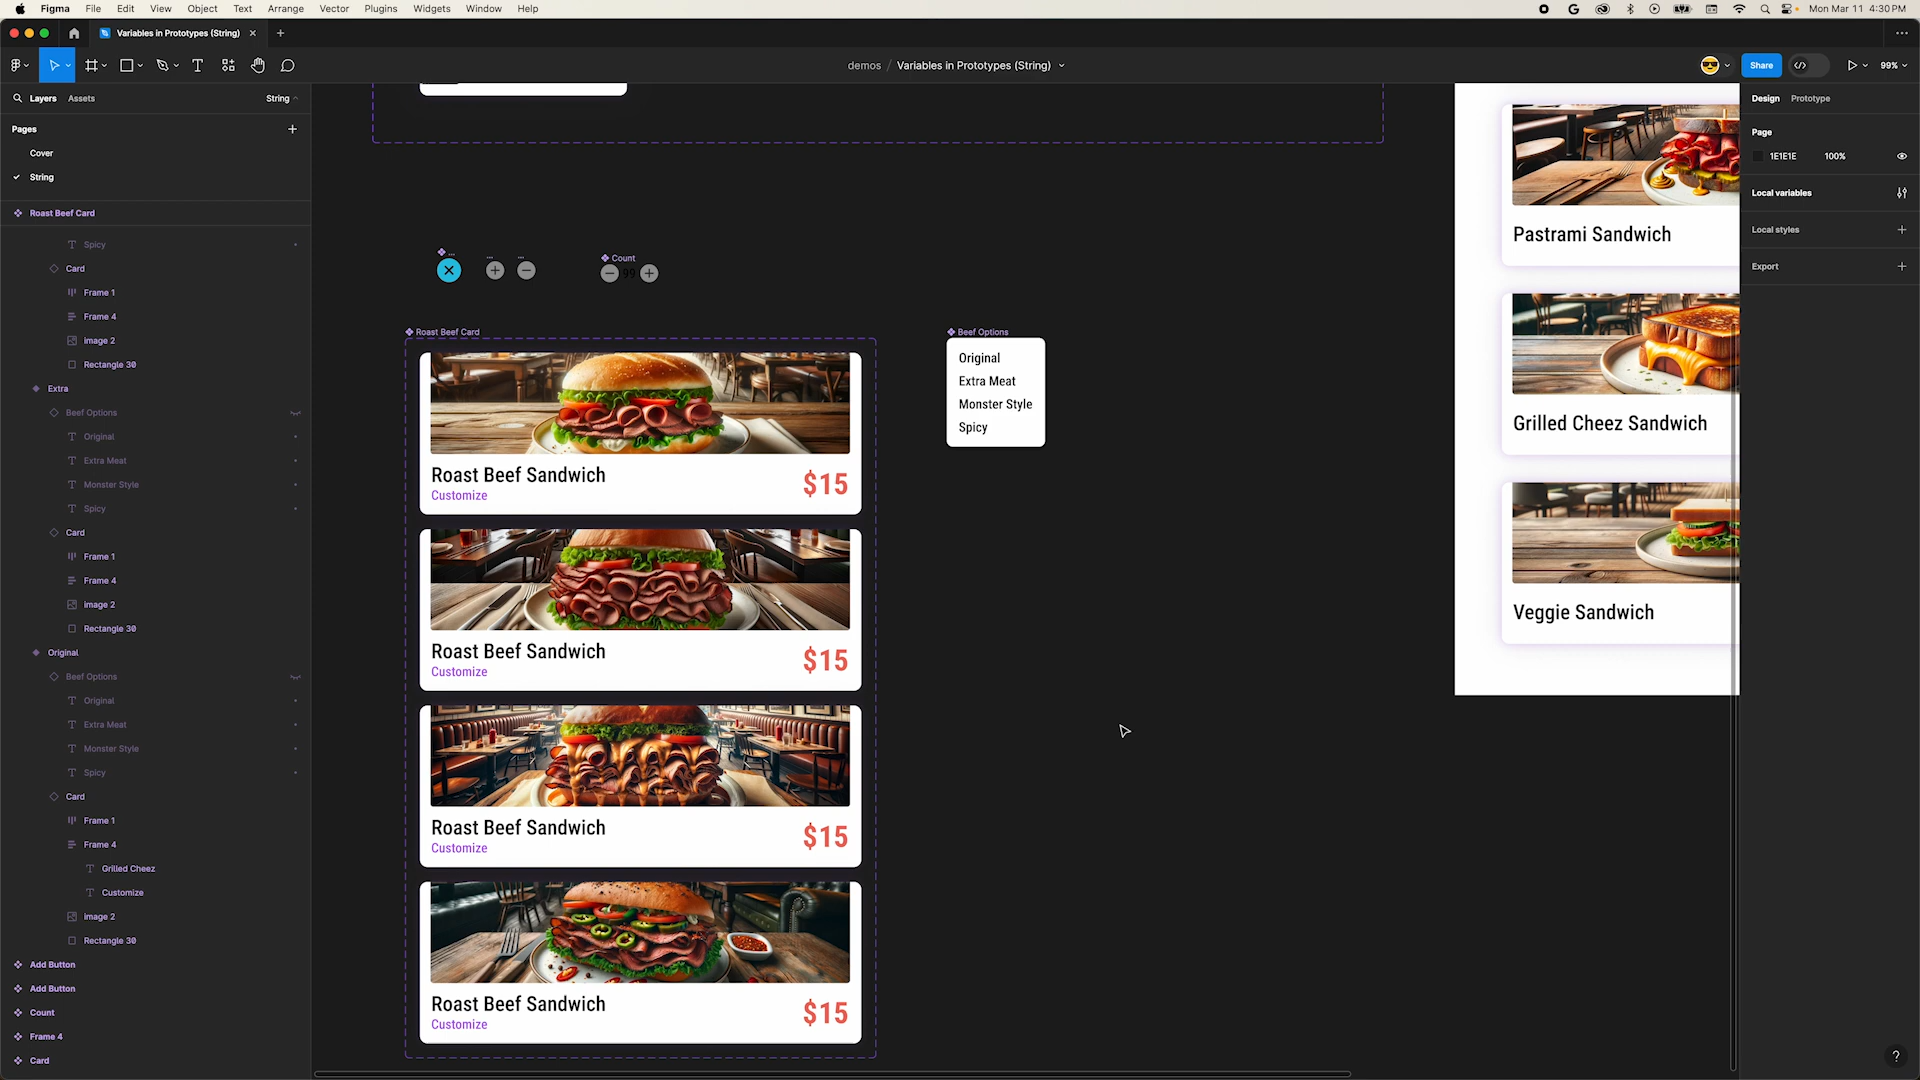 Figma File Edit View Object Text Arrange Vector Plugins Widgets Window Help
Mon Mar 11 4:30 PM
Variables in Prototypes (String)
demos / Variables in Prototypes (String)
Share
99%
Layers Assets
String
Pages
Cover
String
Roast Beef Card
Spicy
Card
Frame 1
Frame 4
image 2
Rectangle 30
Extra
Beef Options
Original
Extra Meat
Monster Style
Spicy
Card
Frame 1
Frame 4
image 2
Rectangle 30
Original
Beef Options
Original
Extra Meat
Monster Style
Spicy
Card
Frame 1
Frame 4
Grilled Cheez
Customize
image 2
Rectangle 30
Add Button
Add Button
Count
Frame 4
Card
...
...
...
Count
99
Roast Beef Card
Roast Beef Sandwich
Customize
$15
Roast Beef Sandwich
Customize
$15
Roast Beef Sandwich
Customize
$15
Roast Beef Sandwich
Customize
$15
Beef Options
Original
Extra Meat
Monster Style
Spicy
Pastrami Sandwich
Grilled Cheez Sandwich
Veggie Sandwich
Design Prototype
Page
1E1E1E 100%
Local variables
Local styles
Export
?